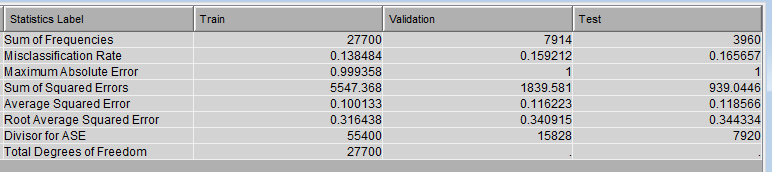 Statistics Label Train Validation Test
Sum of Frequencies 27700 7914 3960
Misclassification Rate 0.138484 0.159212 0.165657
Maximum Absolute Error 0.999358 1 1
Sum of Squared Errors 5547.368 1839.581 939.0446
Average Squared Error 0.100133 0.116223 0.118566
Root Average Squared Error 0.316438 0.340915 0.344334
Divisor for ASE 55400 15828 7920
Total Degrees of Freedom 27700 . .